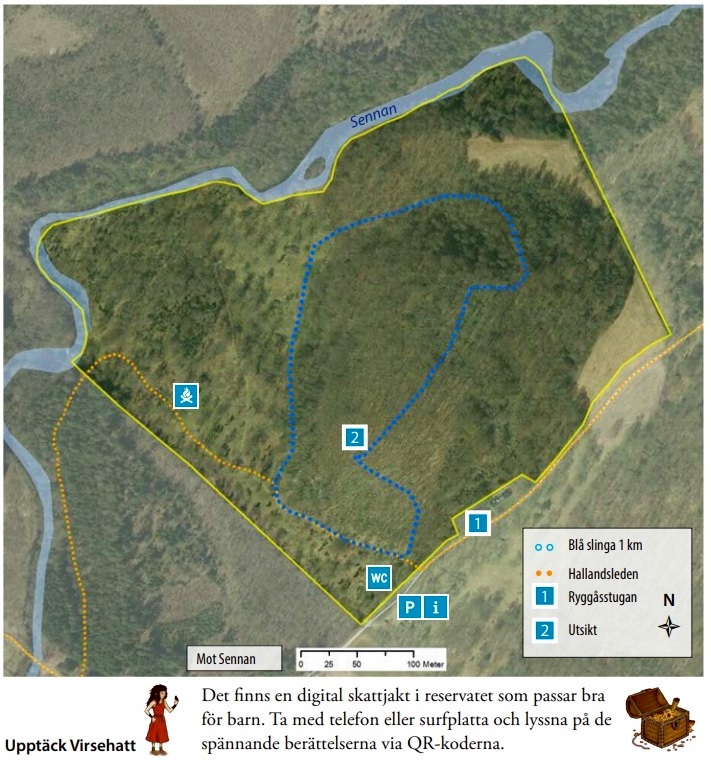 Sennan
2
1
WC
P i
Blå slinga 1 km
Hallandsleden
1 Ryggåsstugan
N
2 Utsikt
Mot Sennan
0 25 50 100 Meter
Det finns en digital skattjakt i reservatet som passar bra
för barn. Ta med telefon eller surfplatta och lyssna på de
spännande berättelserna via QR-koderna.
Upptäck Virsehatt